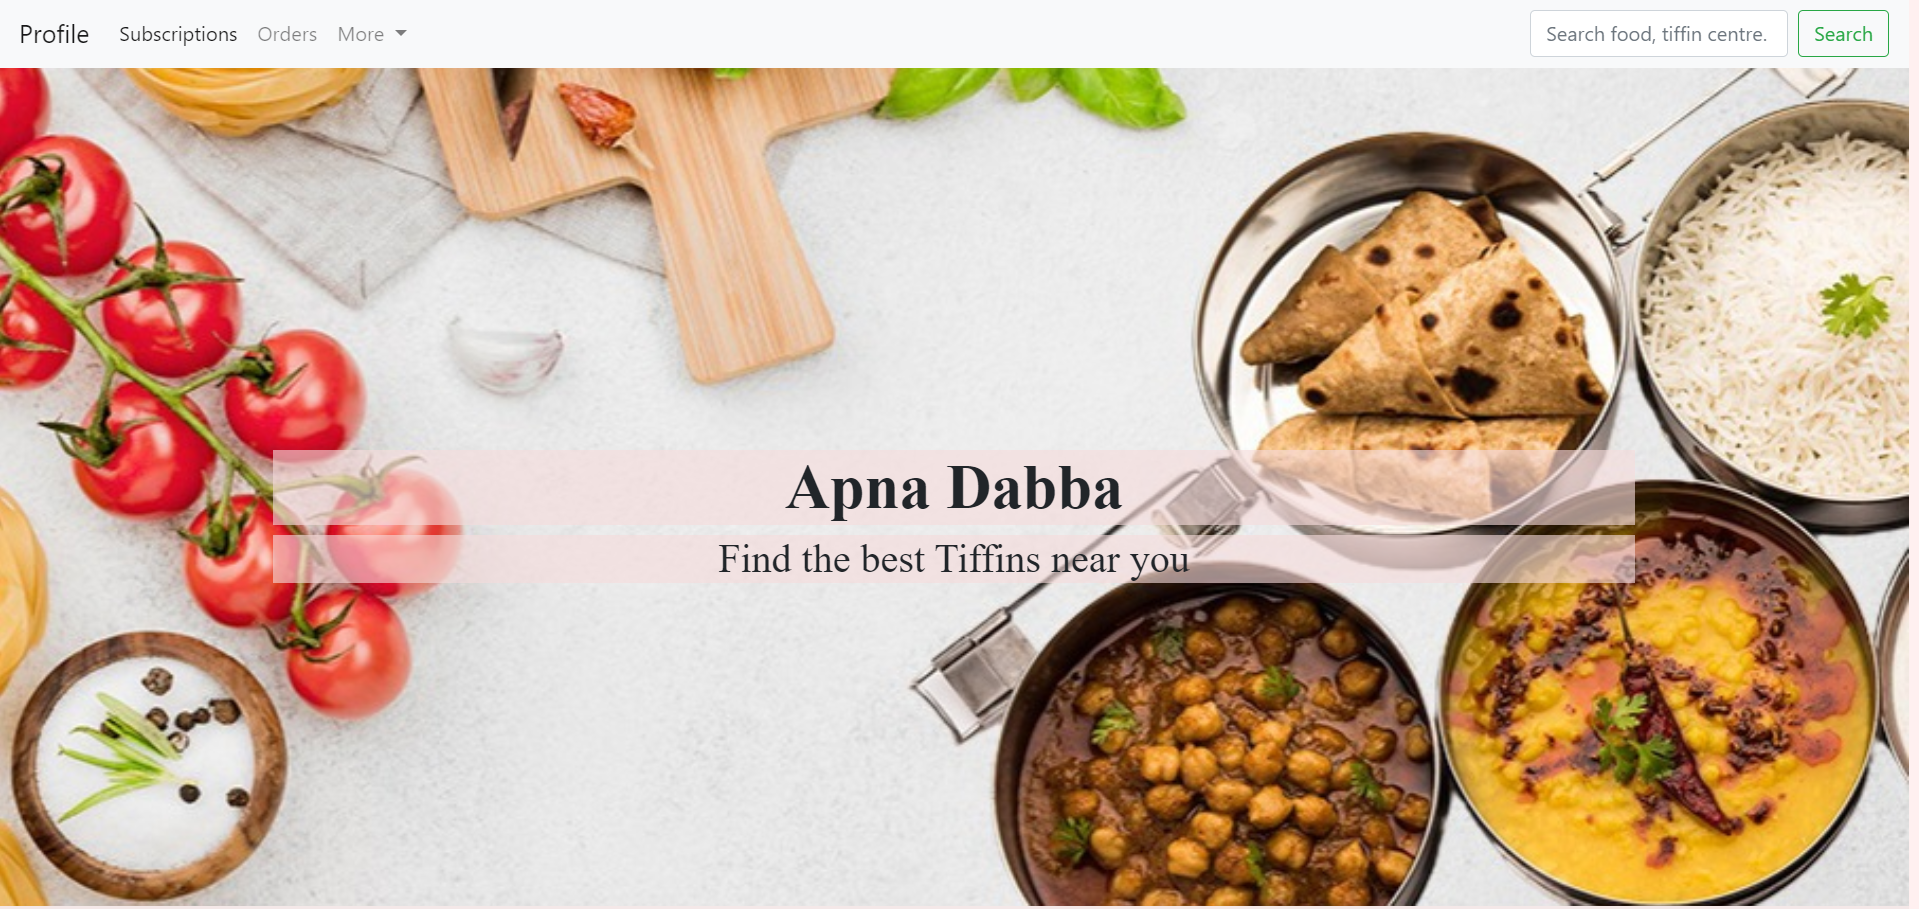 Profile Subscriptions Orders More Search food, tiffin centre. Search
Apna Dabba
Find the best Tiffins near you